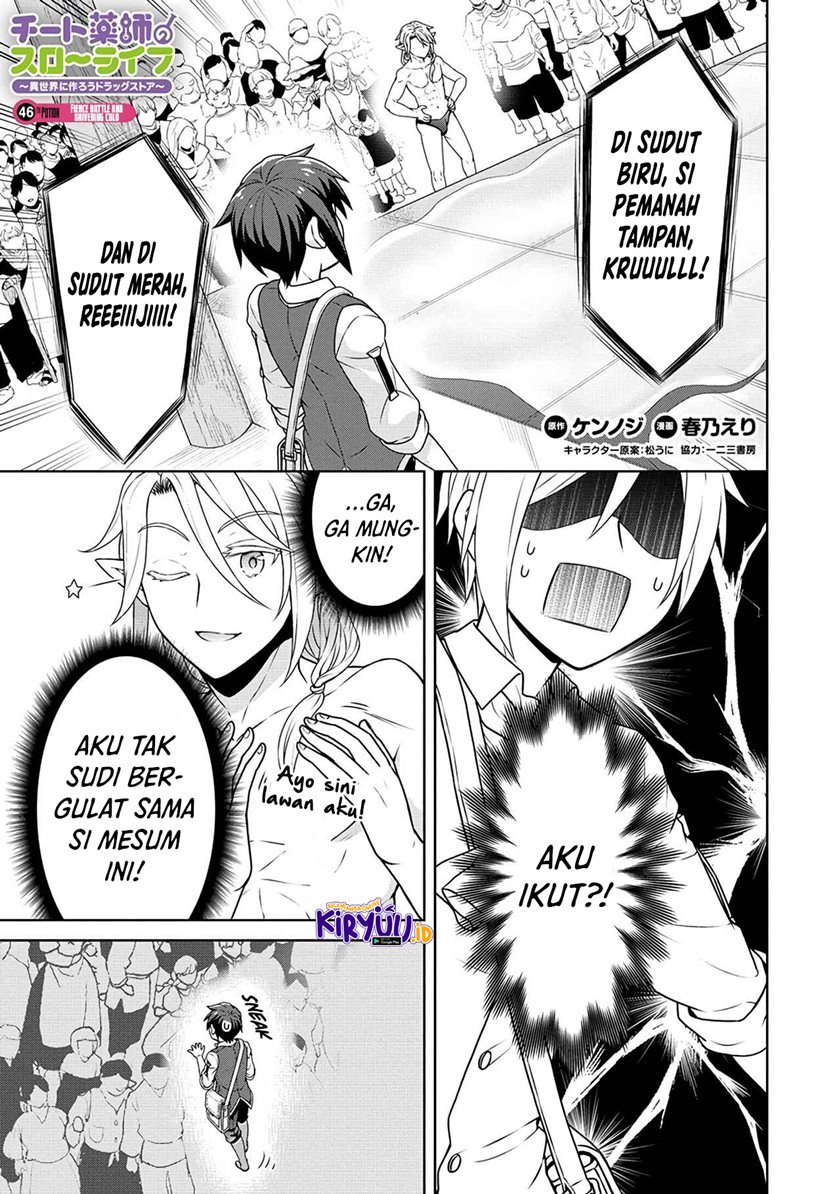 チート薬師の
スローライフ
～異世界に作ろうドラッグストア～
46TH POTION
FIERCE BATTLE AND
SHIVERING COLD
DI SUDUT
BIRU, SI
PEMANAH
TAMPAN,
KRUUULLL!
DAN DI
SUDUT MERAH,
REEEIIIJIIII!
原作 ケンノジ 漫画 春乃えり
キャラクター原案：松うに 協力：一二三書房
AKU
IKUT?!
...GA,
GA MUNG-
KIN!
AKU TAK
SUDI BER-
GULAT SAMA
SI MESUM
INI!
Ayo sini
lawan aku!
KIRYUU.ID
Google Play
SNEAK